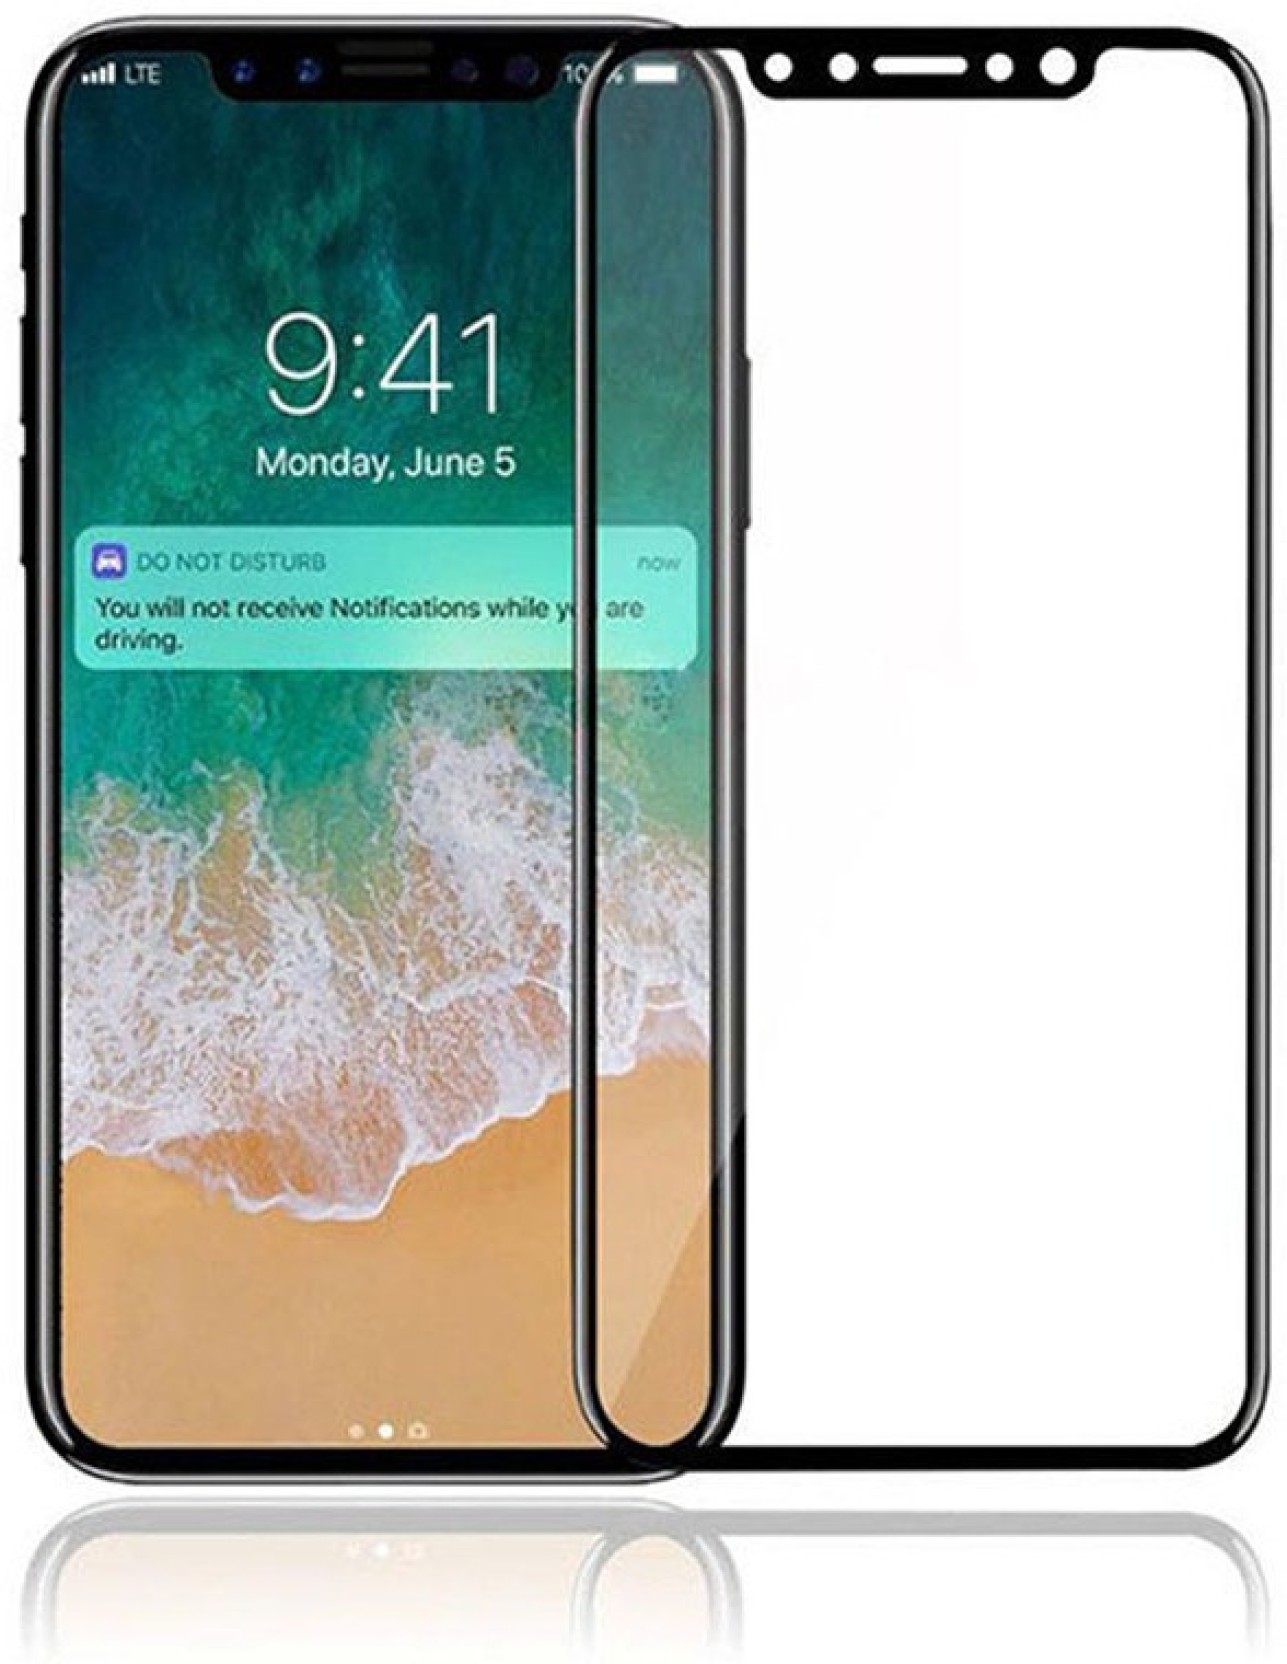 LTE
9:41
Monday, June 5
DO NOT DISTURB now
You will not receive Notifications while are
driving.